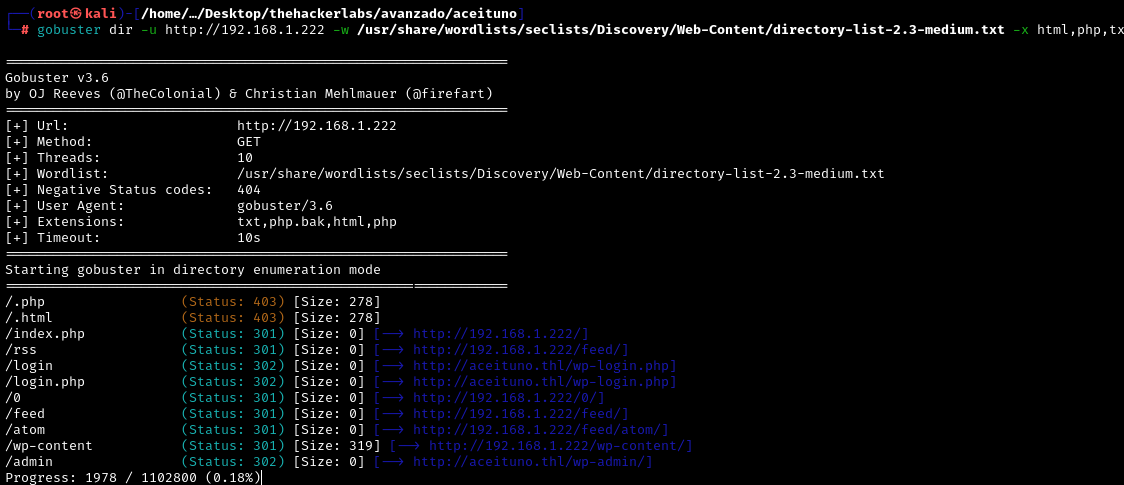 ┌──(root㉿kali)-[/home/…/Desktop/thehackerlabs/avanzado/aceituno]
└─# gobuster dir -u http://192.168.1.222 -w /usr/share/wordlists/seclists/Discovery/Web-Content/directory-list-2.3-medium.txt -x html,php,tx
===============================================================
Gobuster v3.6
by OJ Reeves (@TheColonial) & Christian Mehlmauer (@firefart)
===============================================================
[+] Url: http://192.168.1.222
[+] Method: GET
[+] Threads: 10
[+] Wordlist: /usr/share/wordlists/seclists/Discovery/Web-Content/directory-list-2.3-medium.txt
[+] Negative Status codes: 404
[+] User Agent: gobuster/3.6
[+] Extensions: txt,php.bak,html,php
[+] Timeout: 10s
===============================================================
Starting gobuster in directory enumeration mode
===============================================================
/.php (Status: 403) [Size: 278]
/.html (Status: 403) [Size: 278]
/index.php (Status: 301) [Size: 0] [--> http://192.168.1.222/]
/rss (Status: 301) [Size: 0] [--> http://192.168.1.222/feed/]
/login (Status: 302) [Size: 0] [--> http://aceituno.thl/wp-login.php]
/login.php (Status: 302) [Size: 0] [--> http://aceituno.thl/wp-login.php]
/0 (Status: 301) [Size: 0] [--> http://192.168.1.222/0/]
/feed (Status: 301) [Size: 0] [--> http://192.168.1.222/feed/]
/atom (Status: 301) [Size: 0] [--> http://192.168.1.222/feed/atom/]
/wp-content (Status: 301) [Size: 319] [--> http://192.168.1.222/wp-content/]
/admin (Status: 302) [Size: 0] [--> http://aceituno.thl/wp-admin/]
Progress: 1978 / 1102800 (0.18%)